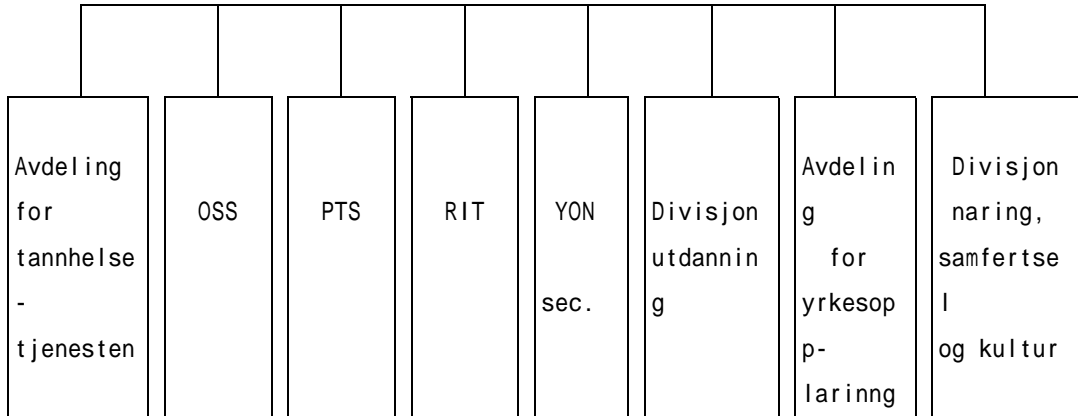 Avdeling
for
tannhelse
-
tjenesten
OSS
PTS
RIT
YON
sec.
Divisjon
utdannin
g
Avdelin
g
for
yrkesop
p-
larinng
Divisjon
naring,
samfertse
l
og kultur